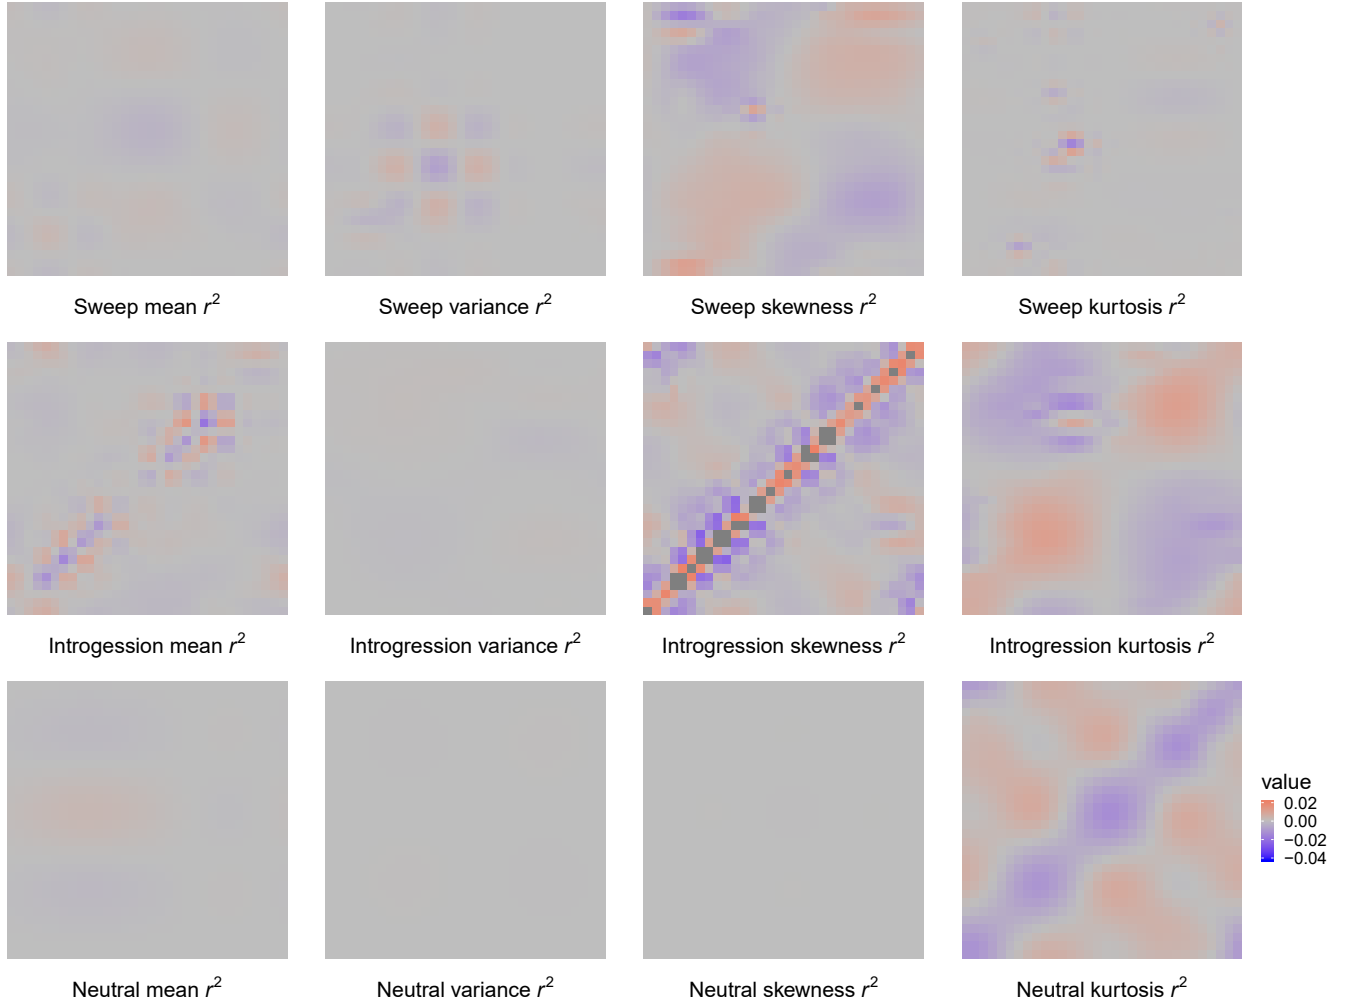 Sweep mean r²
Sweep variance r²
Sweep skewness r²
Sweep kurtosis r²
Introgession mean r²
Introgression variance r²
Introgression skewness r²
Introgression kurtosis r²
value
0.02
0.00
−0.02
−0.04
Neutral mean r²
Neutral variance r²
Neutral skewness r²
Neutral kurtosis r²